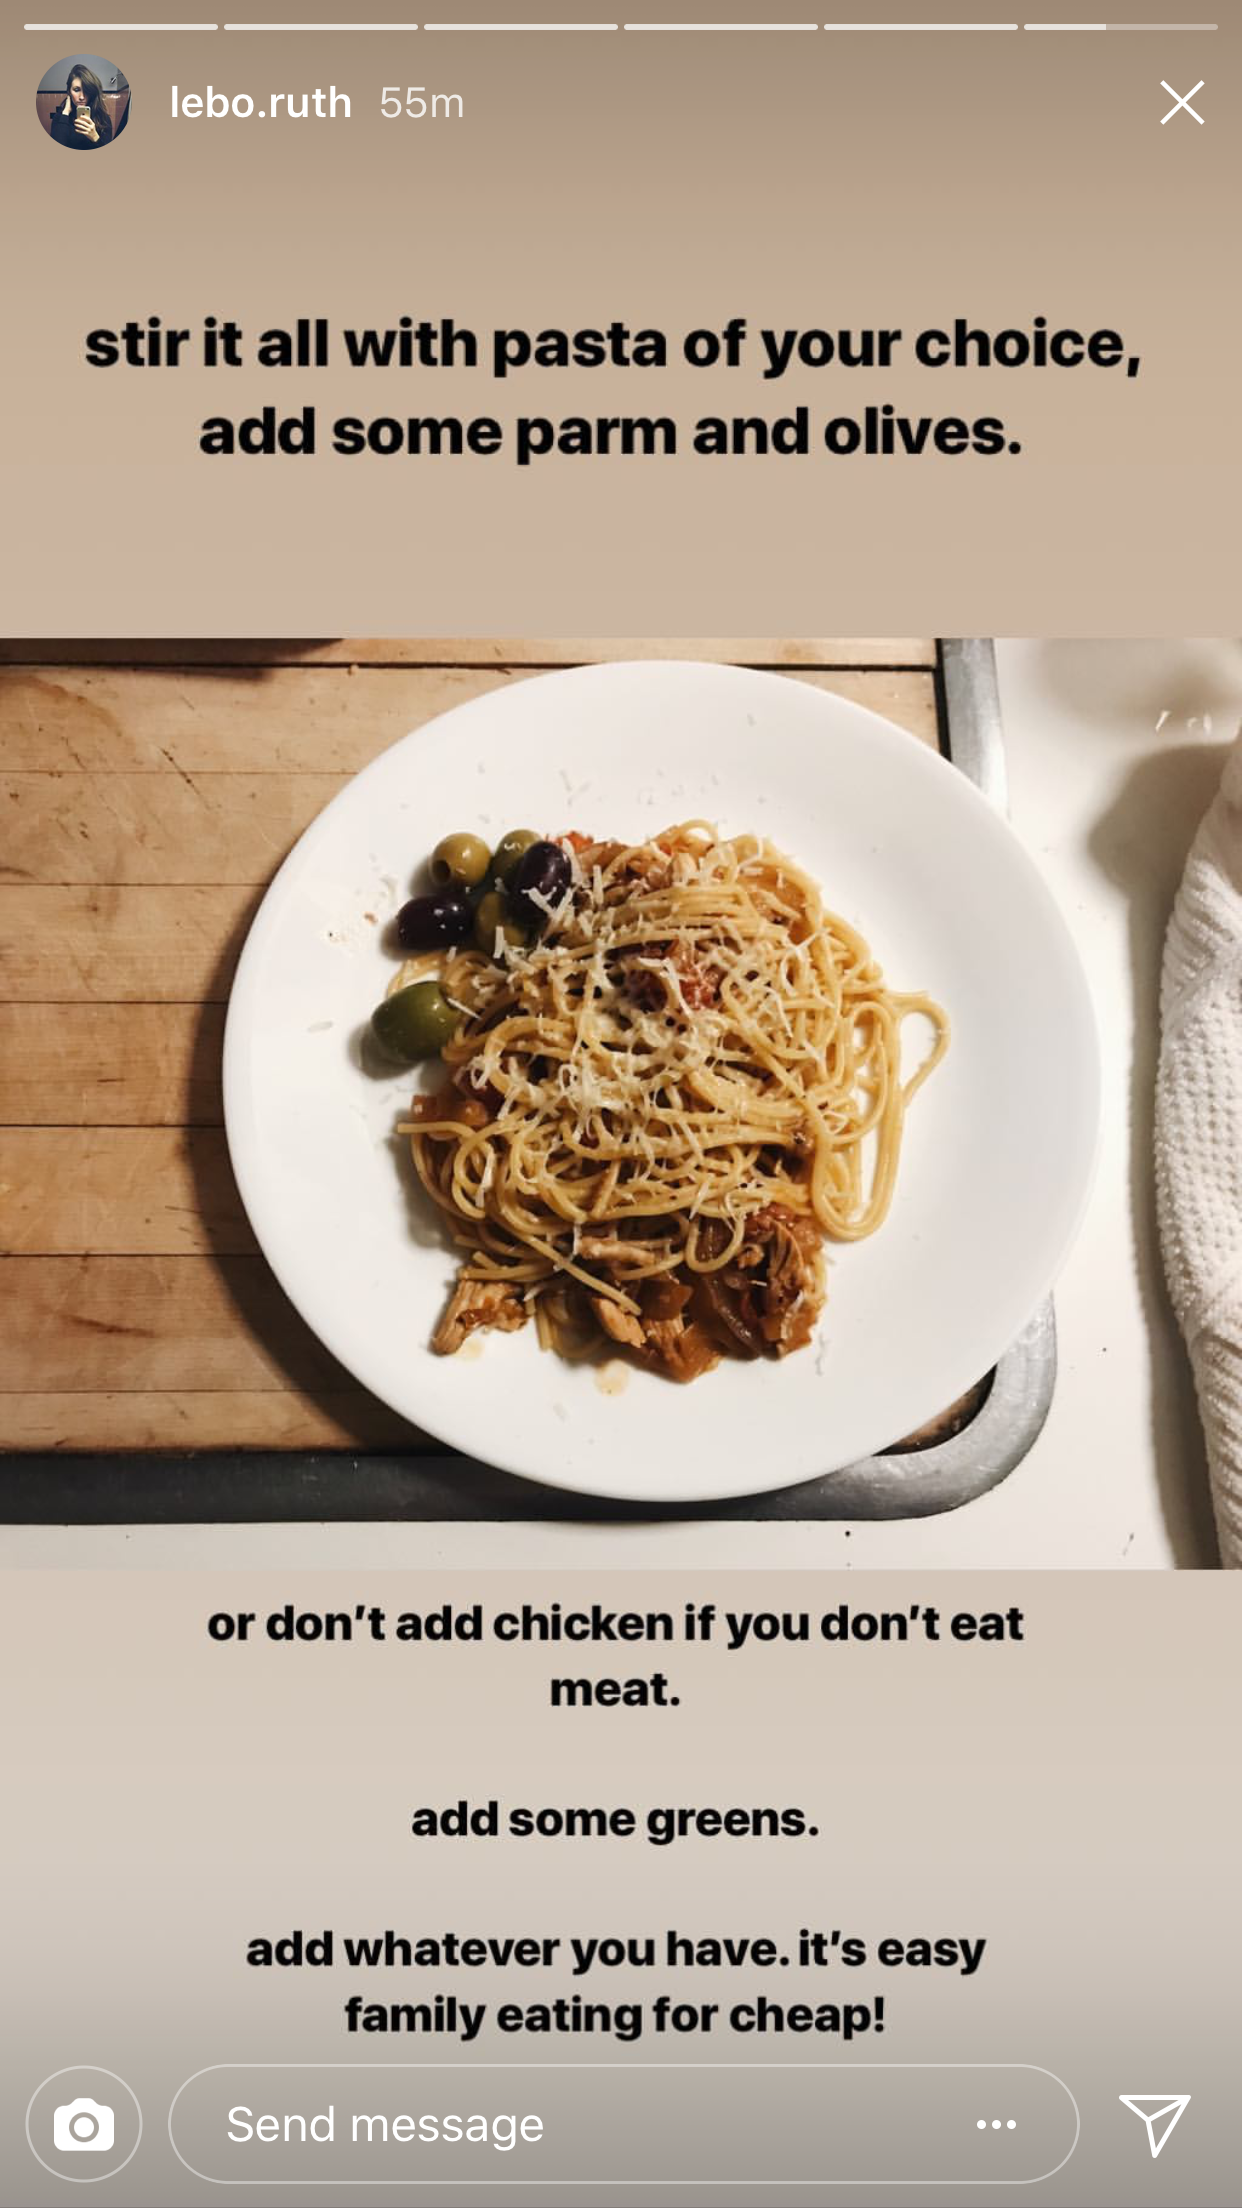 lebo.ruth 55m
stir it all with pasta of your choice,
add some parm and olives.
or don't add chicken if you don't eat
meat.
add some greens.
add whatever you have. it's easy
family eating for cheap!
Send message